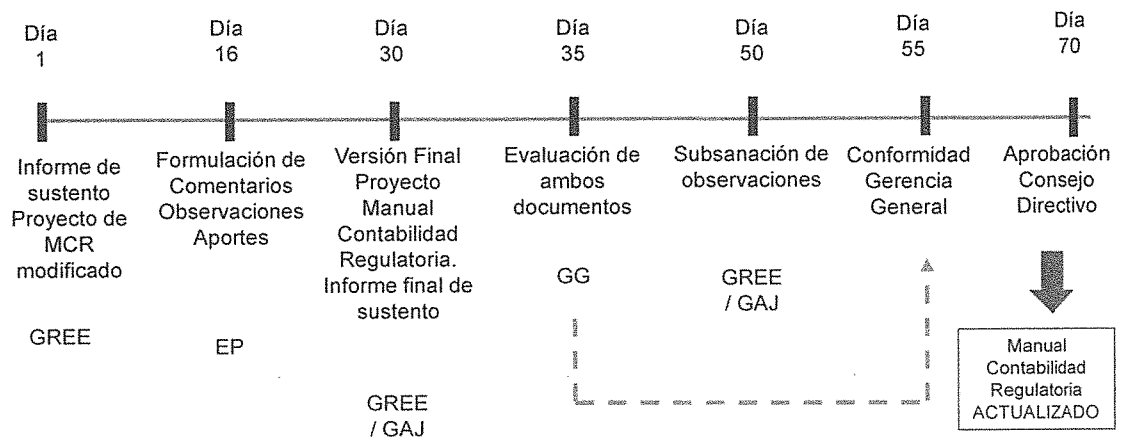 Día
1
Día
16
Día
30
Día
35
Día
50
Día
55
Día
70
Informe de
sustento
Proyecto de
MCR
modificado
GREE
Formulación de
Comentarios
Observaciones
Aportes
EP
Versión Final
Proyecto
Manual
Contabilidad
Regulatoria.
Informe final de
sustento
GREE
/ GAJ
Evaluación de
ambos
documentos
GG
Subsanación de
observaciones
GREE
/ GAJ
Conformidad
Gerencia
General
Aprobación
Consejo
Directivo
Manual
Contabilidad
Regulatoria
ACTUALIZADO